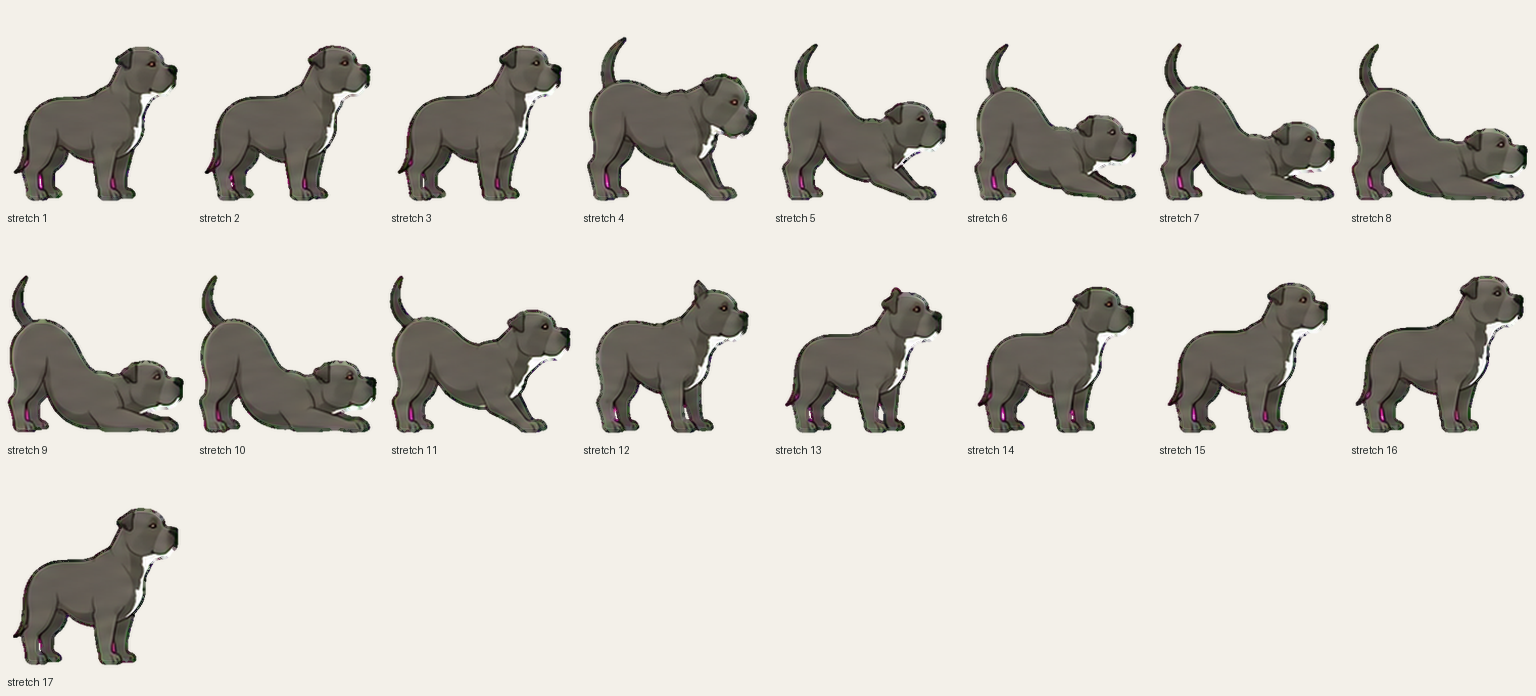 stretch 1
stretch 2
stretch 3
stretch 4
stretch 5
stretch 6
stretch 7
stretch 8
stretch 9
stretch 10
stretch 11
stretch 12
stretch 13
stretch 14
stretch 15
stretch 16
stretch 17